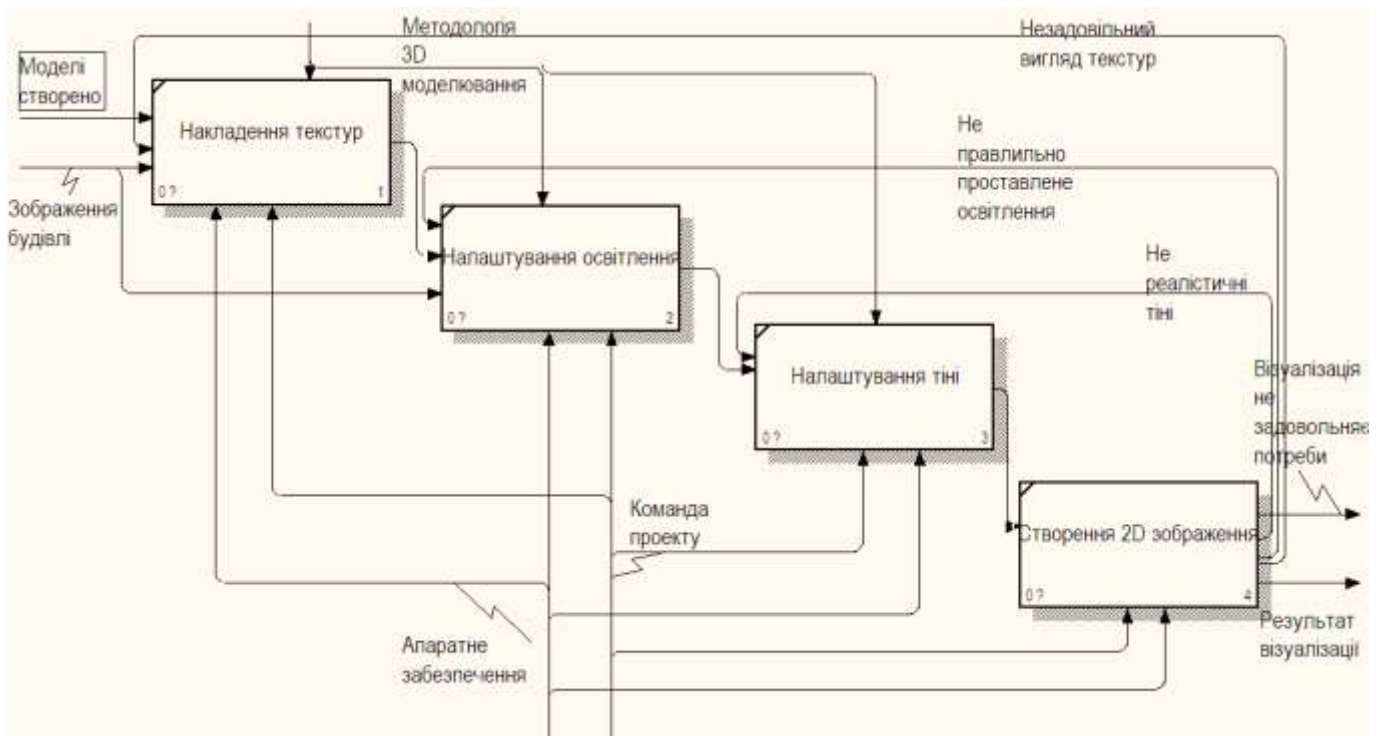 Методологія
3D
моделювання
Незадовільний
вигляд текстур
Моделі
створено
Накладення текстур
0 ?
1
Не
правлильно
проставлене
освітлення
Зображення
будівлі
Налаштування освітлення
0 ?
2
Не
реалістичні
тіні
Налаштування тіні
0 ?
3
Візуалізація
не
задовольняє
потреби
Команда
проекту
Створення 2D зображення
0 ?
4
Апаратне
забезпечення
Результат
візуалізації